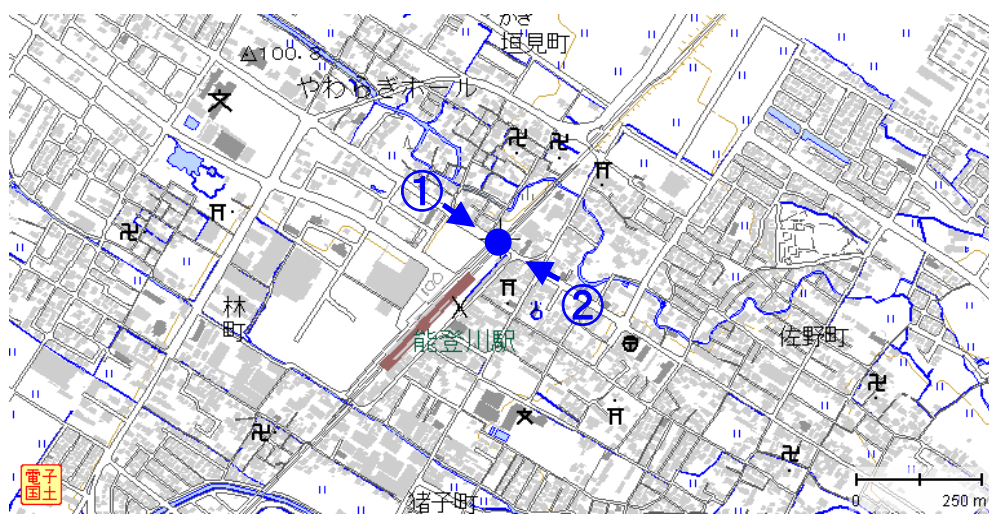 かき
垣見町
△100.8
やわらぎホール
①
②
林
町
能登川駅
佐野町
猪子町
電子
国土
0
250 m